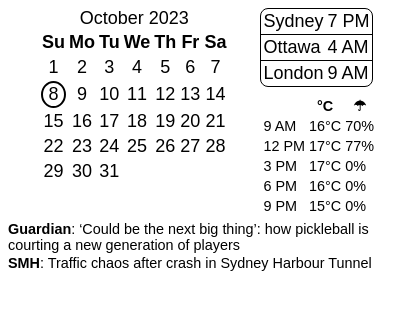 October 2023
Su Mo Tu We Th Fr Sa
1 2 3 4 5 6 7
8 9 10 11 12 13 14
15 16 17 18 19 20 21
22 23 24 25 26 27 28
29 30 31
Sydney 7 PM
Ottawa 4 AM
London 9 AM
°C ☂
9 AM 16°C 70%
12 PM 17°C 77%
3 PM 17°C 0%
6 PM 16°C 0%
9 PM 15°C 0%
Guardian: ‘Could be the next big thing’: how pickleball is
courting a new generation of players
SMH: Traffic chaos after crash in Sydney Harbour Tunnel